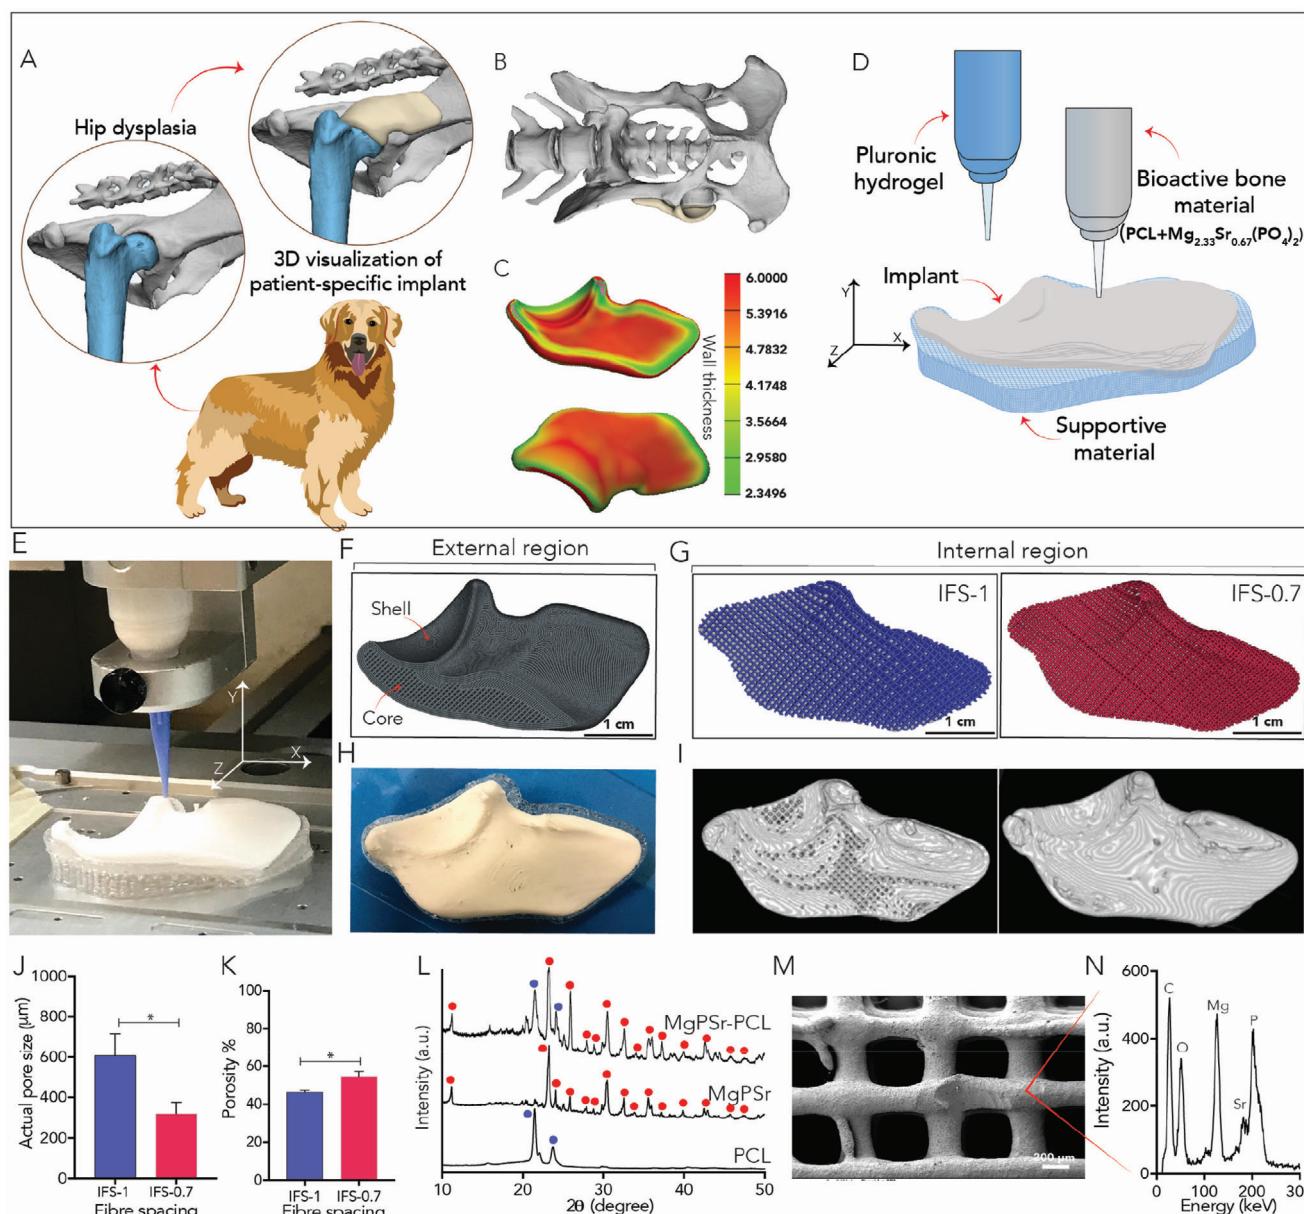 A
Hip dysplasia
3D visualization of
patient-specific implant
B
C
6.0000
5.3916
4.7832
4.1748
3.5664
2.9580
2.3496
Wall thickness
D
Pluronic
hydrogel
Bioactive bone
material
(PCL+Mg2.33Sr0.67(PO4)2)
Implant
Y
X
Z
Supportive
material
E
Y
X
Z
F
External region
Shell
Core
1 cm
G
Internal region
IFS-1
1 cm
IFS-0.7
1 cm
H
I
J
Actual pore size (µm)
1000
800
600
400
200
0
*
IFS-1 IFS-0.7
Fibre spacing
K
Porosity %
100
80
60
40
20
0
*
IFS-1 IFS-0.7
Fibre spacing
L
Intensity (a.u.)
MgPSr-PCL
MgPSr
PCL
10 20 30 40 50
2θ (degree)
M
200 µm
N
Intensity (a.u.)
600
400
200
0
C
O
Mg
Sr
P
0 100 200 30
Energy (keV)